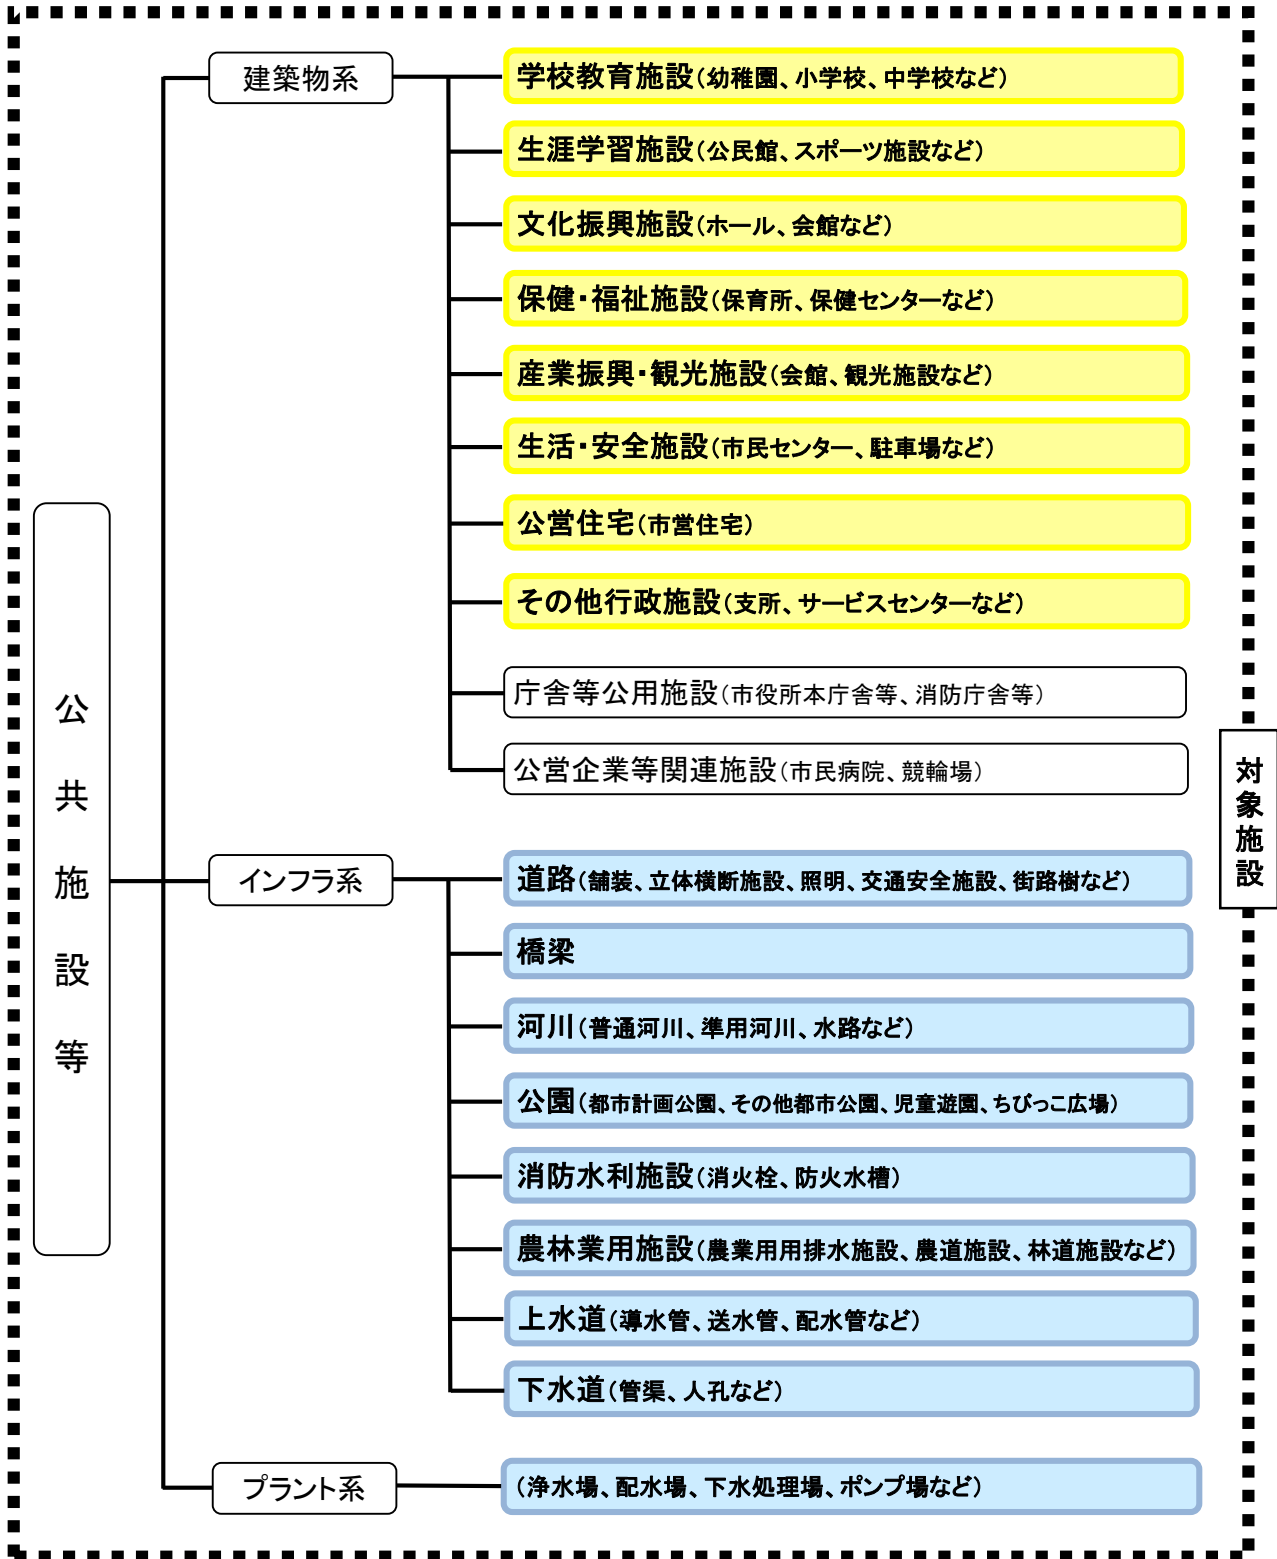 建築物系
学校教育施設（幼稚園、小学校、中学校など）
生涯学習施設（公民館、スポーツ施設など）
文化振興施設（ホール、会館など）
保健・福祉施設（保育所、保健センターなど）
産業振興・観光施設（会館、観光施設など）
生活・安全施設（市民センター、駐車場など）
公営住宅（市営住宅）
その他行政施設（支所、サービスセンターなど）
庁舎等公用施設（市役所本庁舎等、消防庁舎等）
公営企業等関連施設（市民病院、競輪場）
公共施設等
対象施設
インフラ系
道路（舗装、立体横断施設、照明、交通安全施設、街路樹など）
橋梁
河川（普通河川、準用河川、水路など）
公園（都市計画公園、その他都市公園、児童遊園、ちびっこ広場）
消防水利施設（消火栓、防火水槽）
農林業用施設（農業用用排水施設、農道施設、林道施設など）
上水道（導水管、送水管、配水管など）
下水道（管渠、人孔など）
プラント系
（浄水場、配水場、下水処理場、ポンプ場など）